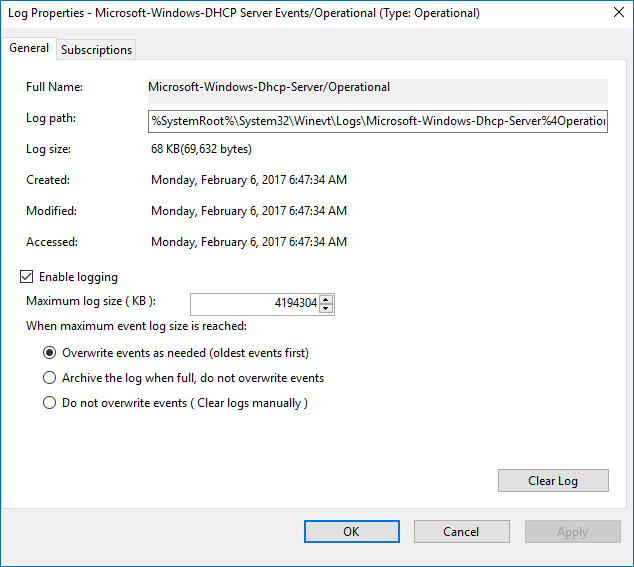 Log Properties - Microsoft-Windows-DHCP Server Events/Operational (Type: Operational)
General
Subscriptions
Full Name: Microsoft-Windows-Dhcp-Server/Operational
Log path: %SystemRoot%\System32\Winevt\Logs\Microsoft-Windows-Dhcp-Server%4Operation
Log size: 68 KB(69,632 bytes)
Created: Monday, February 6, 2017 6:47:34 AM
Modified: Monday, February 6, 2017 6:47:34 AM
Accessed: Monday, February 6, 2017 6:47:34 AM
Enable logging
Maximum log size ( KB ): 4194304
When maximum event log size is reached:
Overwrite events as needed (oldest events first)
Archive the log when full, do not overwrite events
Do not overwrite events ( Clear logs manually )
Clear Log
OK Cancel Apply